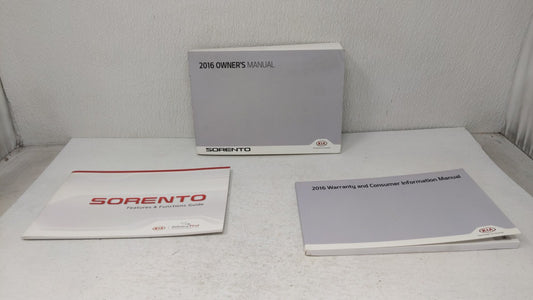 2016 OWNER'S MANUAL
SORENTO
KIA
SORENTO
Features & Functions Guide
KIA
2016 Warranty and Consumer Information Manual
KIA